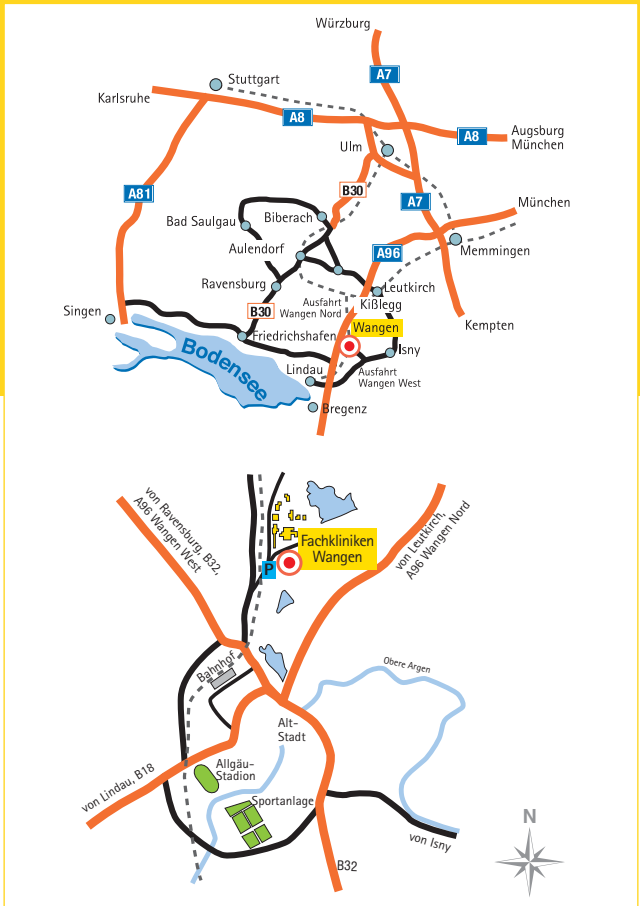 Würzburg
A7
Stuttgart
Karlsruhe
A8
A8
Augsburg
München
Ulm
B30
A81
A7
München
Bad Saulgau
Biberach
Aulendorf
A96
Memmingen
Ravensburg
Leutkirch
Ausfahrt
Wangen Nord
Kißlegg
B30
Singen
Wangen
Kempten
Friedrichshafen
Isny
Bodensee
Lindau
Ausfahrt
Wangen West
Bregenz
von Ravensburg, B32,
A96 Wangen West
von Leutkirch,
A96 Wangen Nord
Fachkliniken
Wangen
P
Bahnhof
Obere Argen
Alt-
Stadt
Allgäu-
Stadion
von Lindau, B18
Sportanlage
N
von Isny
B32